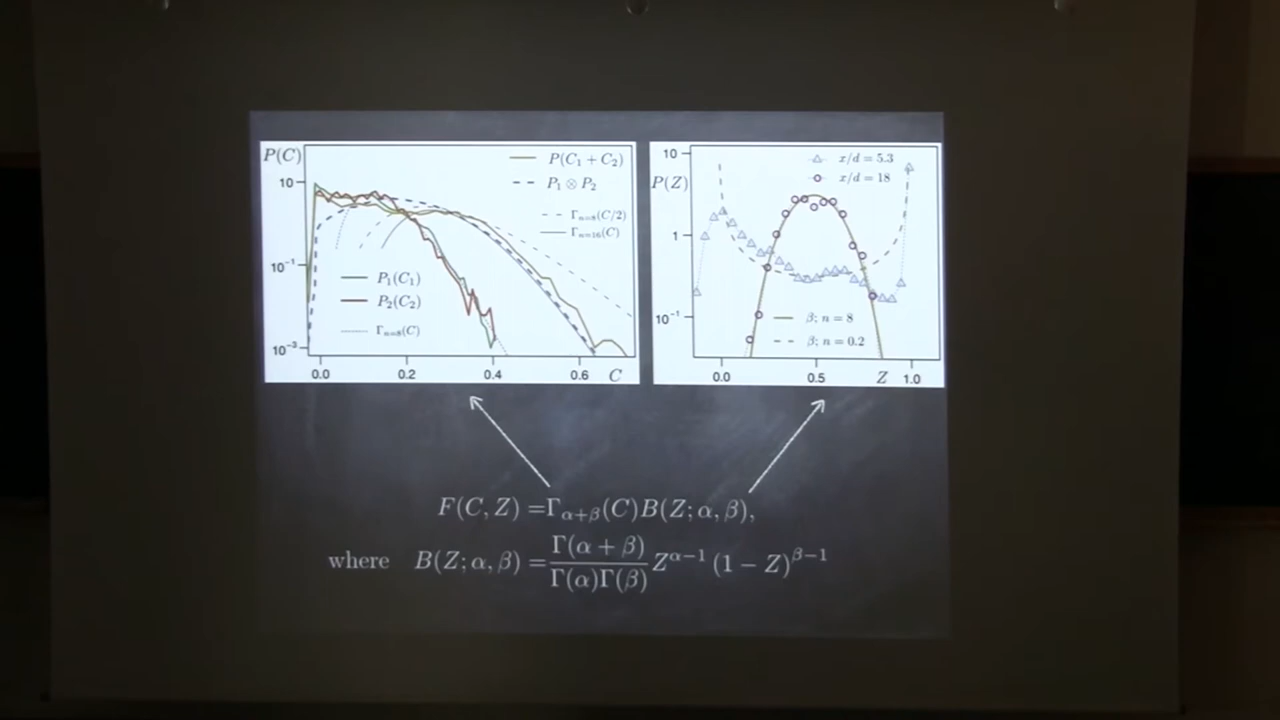 P(C)
10
10⁻¹
10⁻³
P(C₁ + C₂)
P₁ ⊗ P₂
Γₙ₌₈(C/2)
Γₙ₌₁₆(C)
P₁(C₁)
P₂(C₂)
Γₙ₌₈(C)
0.0 0.2 0.4 0.6 C
10
P(Z)
1
10⁻¹
x/d = 5.3
x/d = 18
β; n = 8
β; n = 0.2
0.0 0.5 Z 1.0
F(C, Z) =Γ_{α+β}(C)B(Z; α, β),
where B(Z; α, β) = Γ(α + β) / Γ(α)Γ(β) Z^{α−1} (1 − Z)^{β−1}